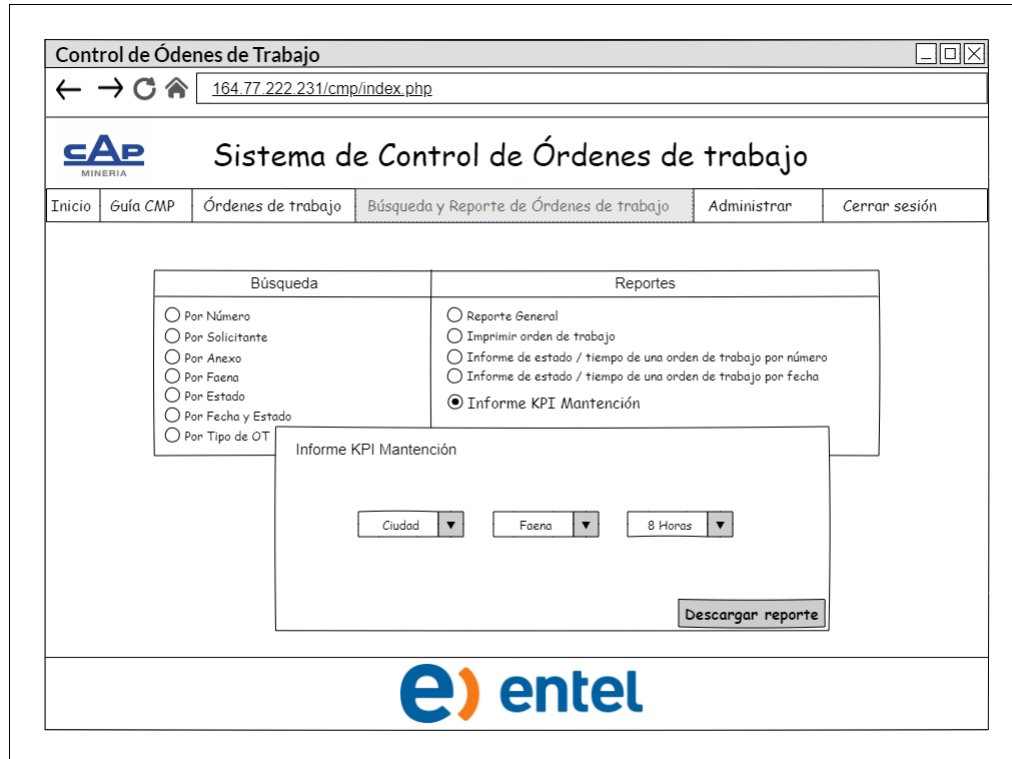 Control de Ódenes de Trabajo
164.77.222.231/cmp/index.php
CAP
MINERIA
Sistema de Control de Órdenes de trabajo
Inicio Guía CMP Órdenes de trabajo Búsqueda y Reporte de Órdenes de trabajo Administrar Cerrar sesión
Búsqueda
Por Número
Por Solicitante
Por Anexo
Por Faena
Por Estado
Por Fecha y Estado
Por Tipo de OT
Reportes
Reporte General
Imprimir orden de trabajo
Informe de estado / tiempo de una orden de trabajo por número
Informe de estado / tiempo de una orden de trabajo por fecha
Informe KPI Mantención
Informe KPI Mantención
Ciudad Faena 8 Horas
Descargar reporte
e) entel